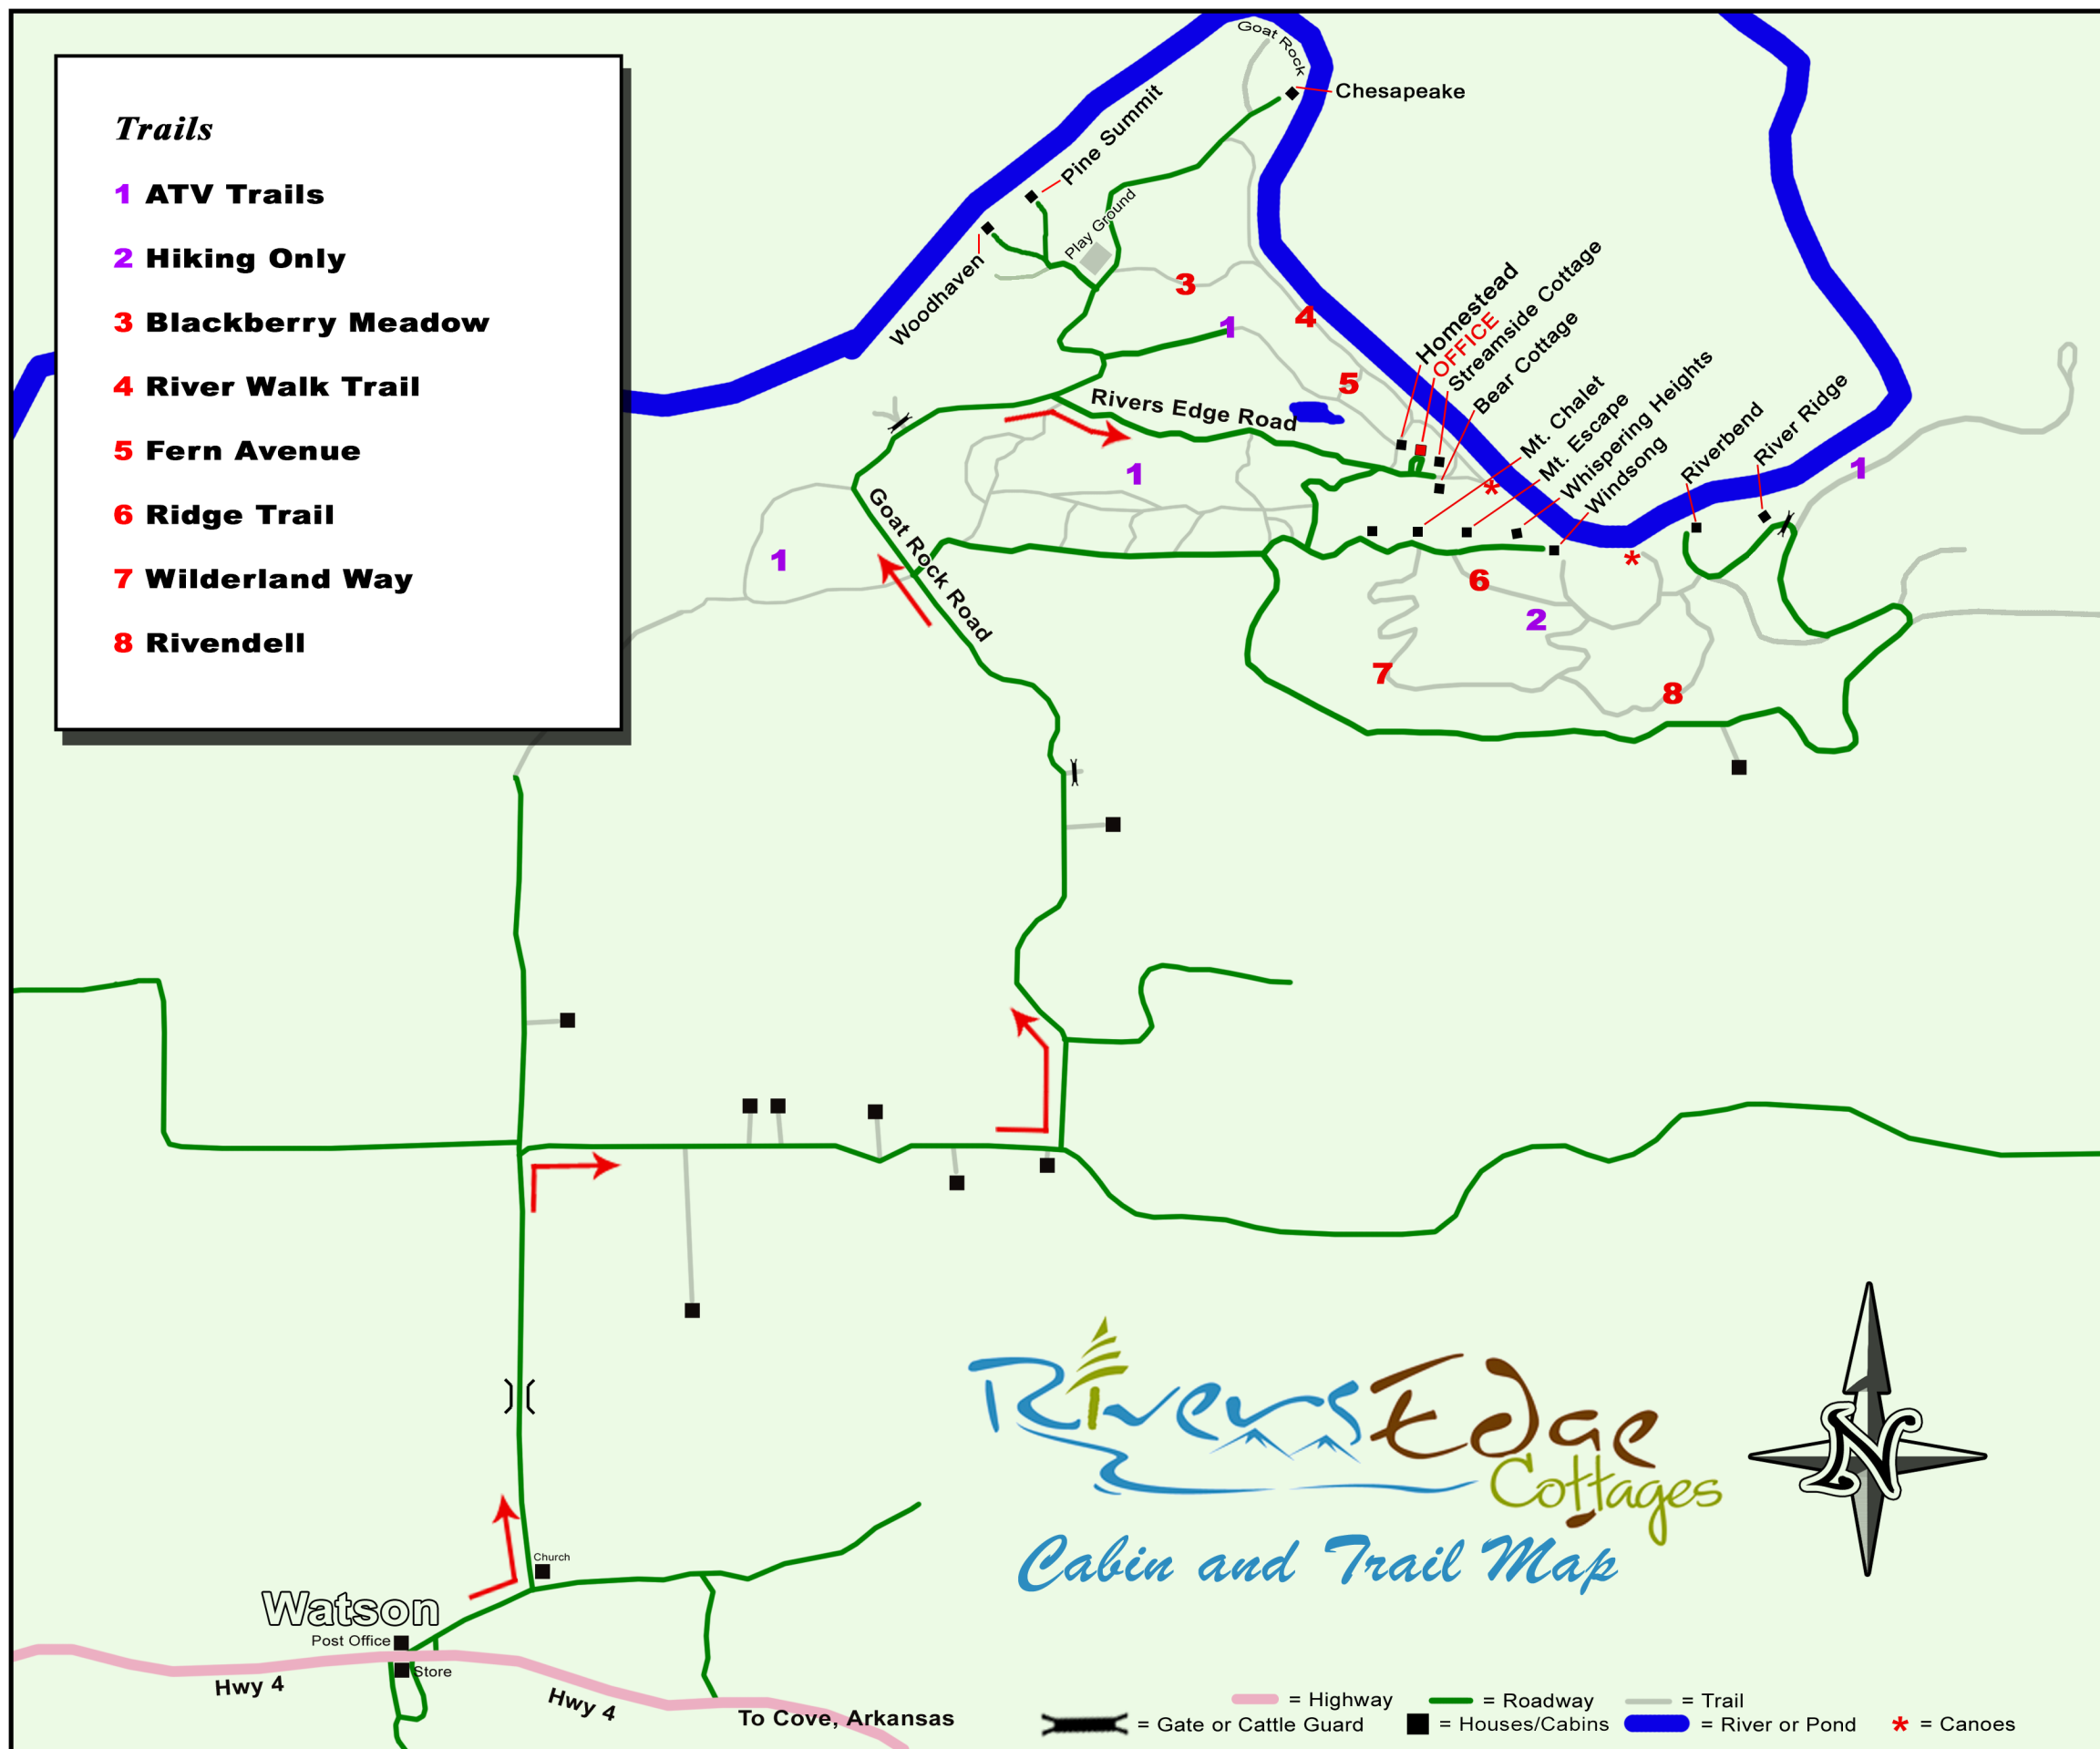 Trails
1 ATV Trails
2 Hiking Only
3 Blackberry Meadow
4 River Walk Trail
5 Fern Avenue
6 Ridge Trail
7 Wilderland Way
8 Rivendell
Goat Rock
Chesapeake
Pine Summit
Play Ground
Woodhaven
3
1
4
5
Homestead
OFFICE
Streamside Cottage
Bear Cottage
Mt. Chalet
Mt. Escape
Whispering Heights
Windsong
Riverbend
River Ridge
Rivers Edge Road
*
*
1
1
1
Goat Rock Road
6
2
7
8
Rivers Edge
Cottages
Cabin and Trail Map
N
Church
Watson
Post Office
Store
Hwy 4
Hwy 4
To Cove, Arkansas
= Highway
= Roadway
= Trail
= Gate or Cattle Guard
= Houses/Cabins
= River or Pond
* = Canoes